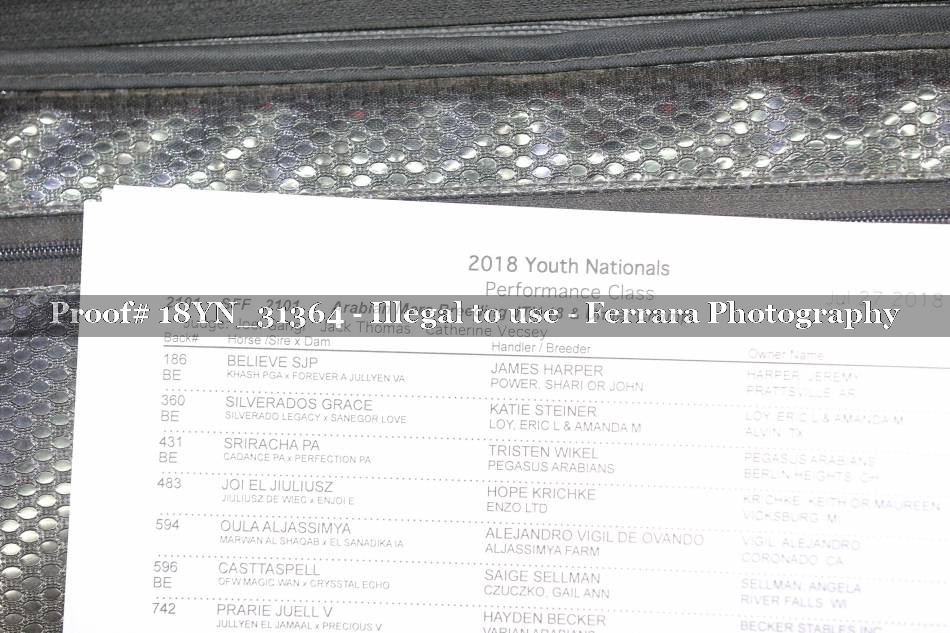 2018 Youth Nationals
Performance Class
Jul 27 2018
Proof# 18YN_31364 - Illegal to use - Ferrara Photography
Jack Thomas Catherine Vecsey
Back# Horse /Sire x Dam Handler / Breeder Owner Name
186 BELIEVE SJP JAMES HARPER HARPER, JEREMY
BE KHASH PGA x FOREVER A JULLYEN VA POWER, SHARI OR JOHN PRATTSVILLE, AR
360 SILVERADOS GRACE KATIE STEINER LOY, ERIC L & AMANDA M
BE SILVERADO LEGACY x SANEGOR LOVE LOY, ERIC L & AMANDA M ALVIN, TX
431 SRIRACHA PA TRISTEN WIKEL PEGASUS ARABIANS
BE CADANCE PA x PERFECTION PA PEGASUS ARABIANS BERLIN HEIGHTS, OH
483 JOI EL JIULIUSZ HOPE KRICHKE KRICHKE, KEITH OR MAUREEN
JIULIUSZ DE WIEC x ENJOI E ENZO LTD VICKSBURG, MI
594 OULA ALJASSIMYA ALEJANDRO VIGIL DE OVANDO VIGIL, ALEJANDRO
MARWAN AL SHAQAB x EL SANADIKA IA ALJASSIMYA FARM CORONADO, CA
596 CASTTASPELL SAIGE SELLMAN SELLMAN, ANGELA
BE OFW MAGIC WAN x CRYSSTAL ECHO CZUCZKO, GAIL ANN RIVER FALLS, WI
742 PRARIE JUELL V HAYDEN BECKER BECKER STABLES INC
JULLYEN EL JAMAAL x PRECIOUS V VARIAN ARABIANS